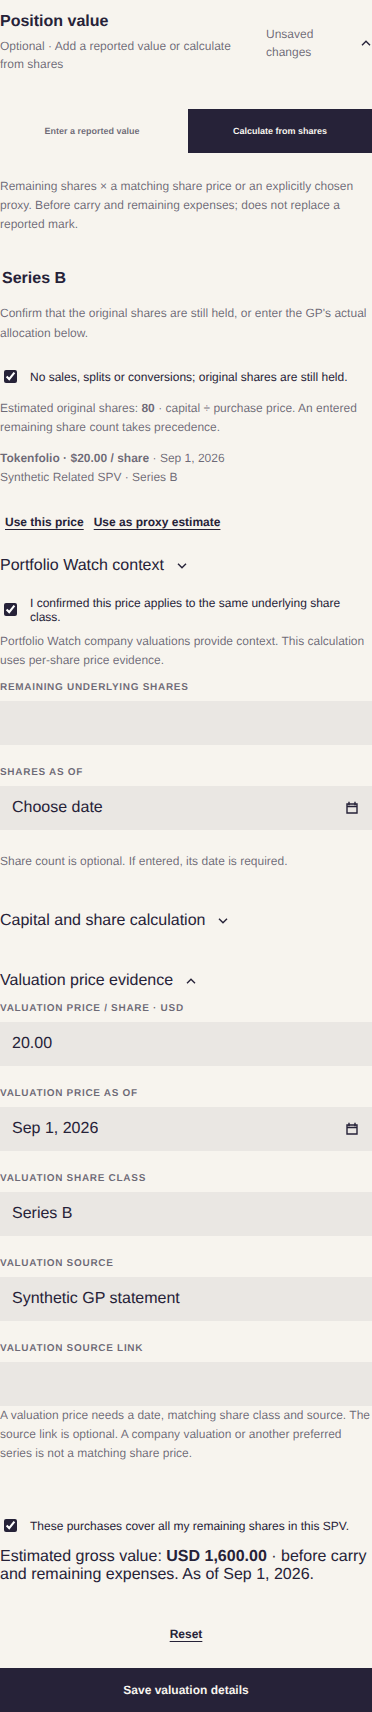 Position value
Optional · Add a reported value or calculate
from shares
Unsaved
changes
Enter a reported value
Calculate from shares
Remaining shares × a matching share price or an explicitly chosen
proxy. Before carry and remaining expenses; does not replace a
reported mark.
Series B
Confirm that the original shares are still held, or enter the GP's actual
allocation below.
No sales, splits or conversions; original shares are still held.
Estimated original shares: 80 · capital ÷ purchase price. An entered
remaining share count takes precedence.
Tokenfolio · $20.00 / share · Sep 1, 2026
Synthetic Related SPV · Series B
Use this price Use as proxy estimate
Portfolio Watch context
I confirmed this price applies to the same underlying share
class.
Portfolio Watch company valuations provide context. This calculation
uses per-share price evidence.
REMAINING UNDERLYING SHARES
SHARES AS OF
Choose date
Share count is optional. If entered, its date is required.
Capital and share calculation
Valuation price evidence
VALUATION PRICE / SHARE · USD
20.00
VALUATION PRICE AS OF
Sep 1, 2026
VALUATION SHARE CLASS
Series B
VALUATION SOURCE
Synthetic GP statement
VALUATION SOURCE LINK
A valuation price needs a date, matching share class and source. The
source link is optional. A company valuation or another preferred
series is not a matching share price.
These purchases cover all my remaining shares in this SPV.
Estimated gross value: USD 1,600.00 · before carry
and remaining expenses. As of Sep 1, 2026.
Reset
Save valuation details